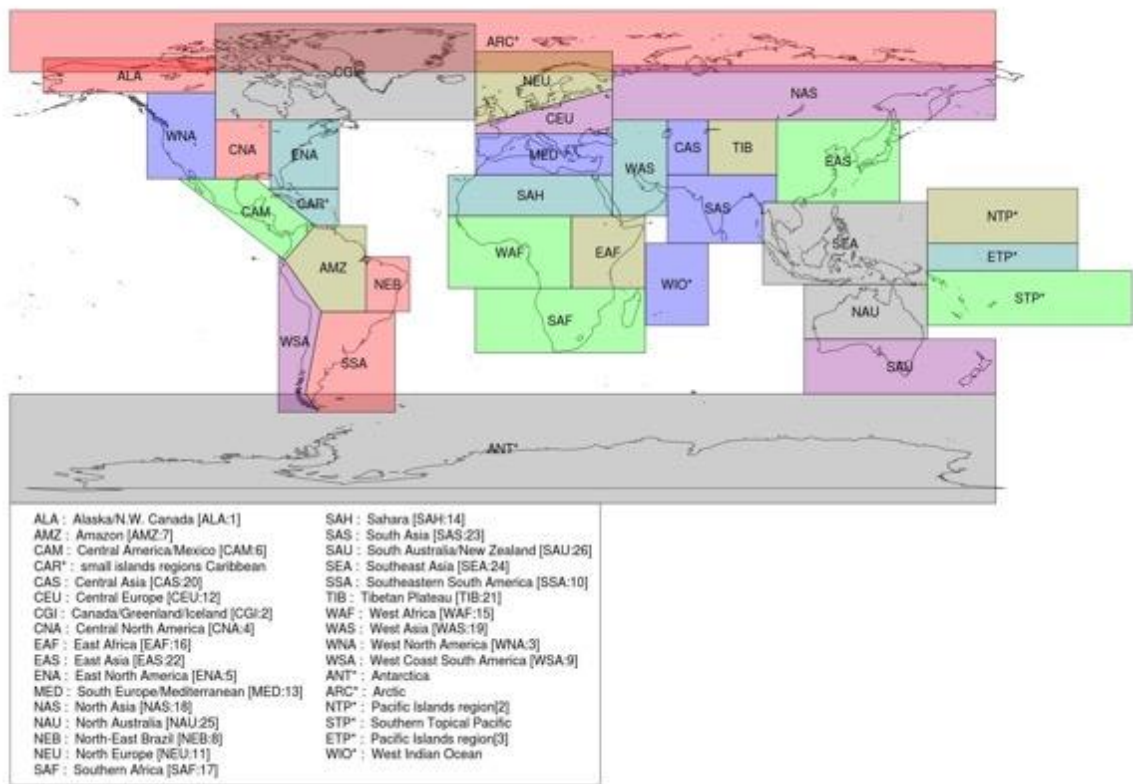 ARC*
ALA
CGI
NEU
NAS
CEU
WNA
CNA
ENA
MED
WAS
CAS
TIB
EAS
CAR*
SAH
SAS
CAM
NTP*
SEA
WAF
EAF
ETP*
AMZ
NEB
WIO*
STP*
NAU
SAF
WSA
SSA
SAU
ANT*
ALA : Alaska/N.W. Canada [ALA:1]
AMZ : Amazon [AMZ:7]
CAM : Central America/Mexico [CAM:6]
CAR* : small islands regions Caribbean
CAS : Central Asia [CAS:20]
CEU : Central Europe [CEU:12]
CGI : Canada/Greenland/Iceland [CGI:2]
CNA : Central North America [CNA:4]
EAF : East Africa [EAF:16]
EAS : East Asia [EAS:22]
ENA : East North America [ENA:5]
MED : South Europe/Mediterranean [MED:13]
NAS : North Asia [NAS:18]
NAU : North Australia [NAU:25]
NEB : North-East Brazil [NEB:8]
NEU : North Europe [NEU:11]
SAF : Southern Africa [SAF:17]
SAH : Sahara [SAH:14]
SAS : South Asia [SAS:23]
SAU : South Australia/New Zealand [SAU:26]
SEA : Southeast Asia [SEA:24]
SSA : Southeastern South America [SSA:10]
TIB : Tibetan Plateau [TIB:21]
WAF : West Africa [WAF:15]
WAS : West Asia [WAS:19]
WNA : West North America [WNA:3]
WSA : West Coast South America [WSA:9]
ANT* : Antarctica
ARC* : Arctic
NTP* : Pacific Islands region[2]
STP* : Southern Topical Pacific
ETP* : Pacific Islands region[3]
WIO* : West Indian Ocean